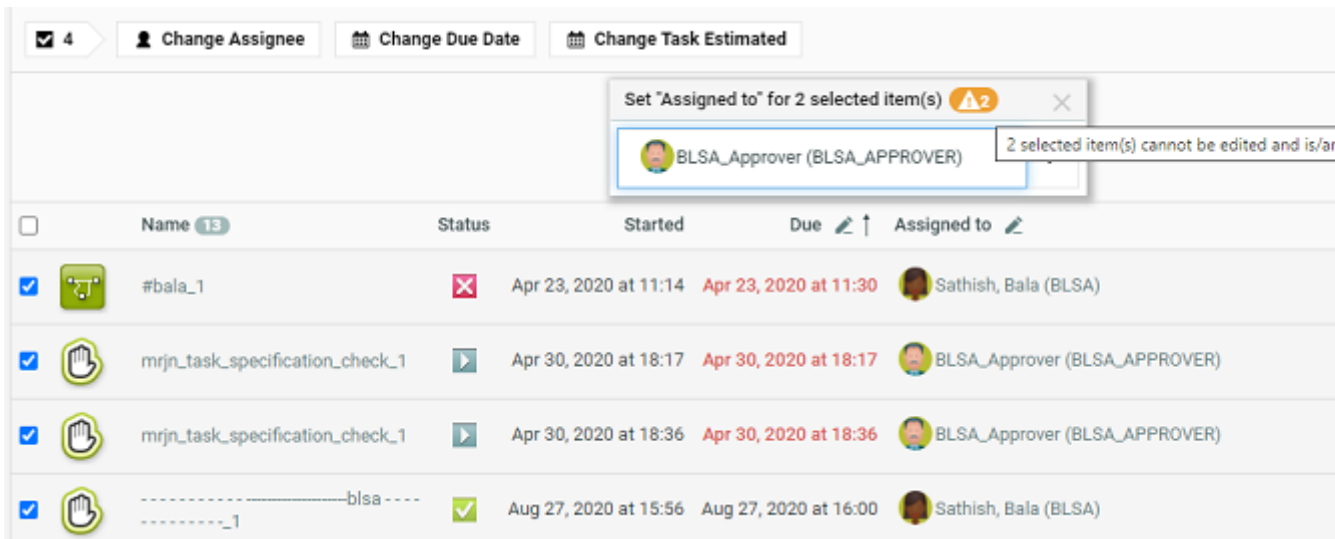 4 Change Assignee Change Due Date Change Task Estimated
Set "Assigned to" for 2 selected item(s) 2
BLSA_Approver (BLSA_APPROVER)
2 selected item(s) cannot be edited and is/ar
Name 13 Status Started Due Assigned to
#bala_1 Apr 23, 2020 at 11:14 Apr 23, 2020 at 11:30 Sathish, Bala (BLSA)
mrjn_task_specification_check_1 Apr 30, 2020 at 18:17 Apr 30, 2020 at 18:17 BLSA_Approver (BLSA_APPROVER)
mrjn_task_specification_check_1 Apr 30, 2020 at 18:36 Apr 30, 2020 at 18:36 BLSA_Approver (BLSA_APPROVER)
- - - - - - - - - - - --------------------blsa - - - -
- - - - - - - - - -_1 Aug 27, 2020 at 15:56 Aug 27, 2020 at 16:00 Sathish, Bala (BLSA)